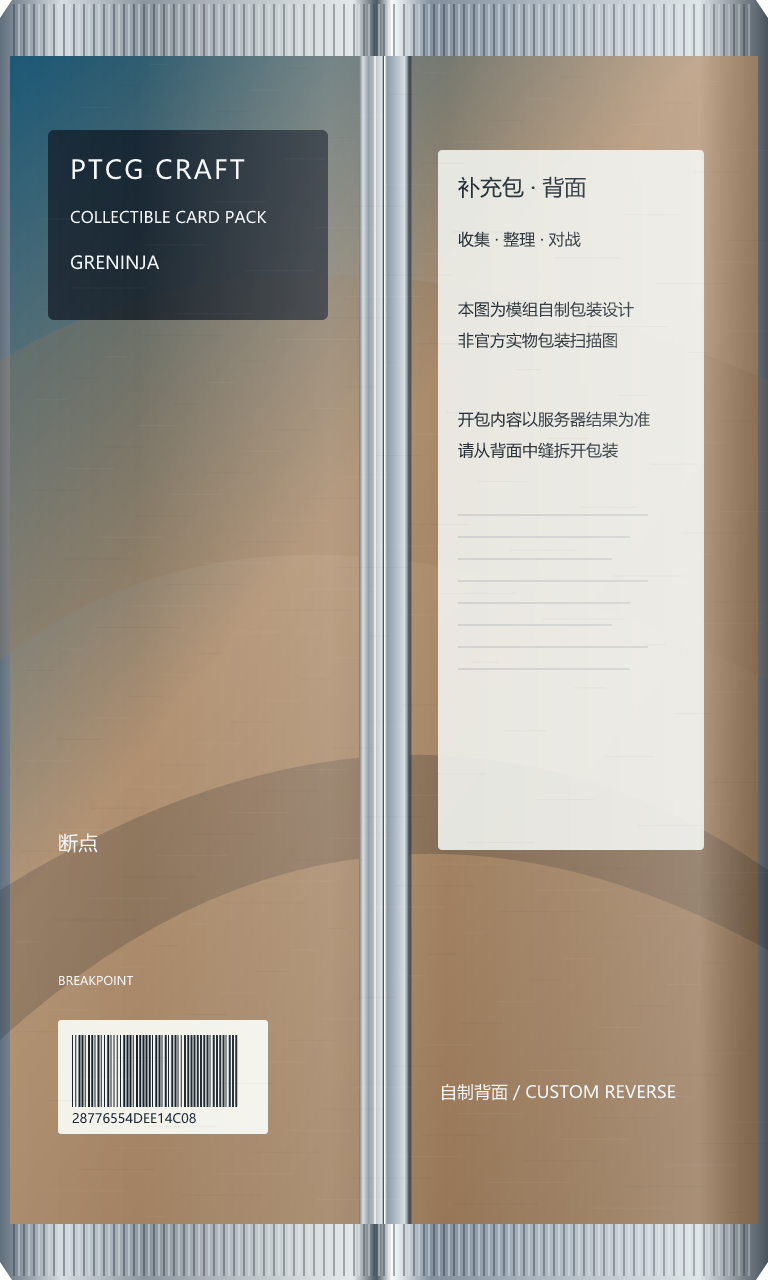 PTCG CRAFT
COLLECTIBLE CARD PACK
GRENINJA
断点
BREAKPOINT
28776554DEE14C08
补充包 · 背面
收集 · 整理 · 对战
本图为模组自制包装设计
非官方实物包装扫描图
开包内容以服务器结果为准
请从背面中缝拆开包装
自制背面 / CUSTOM REVERSE